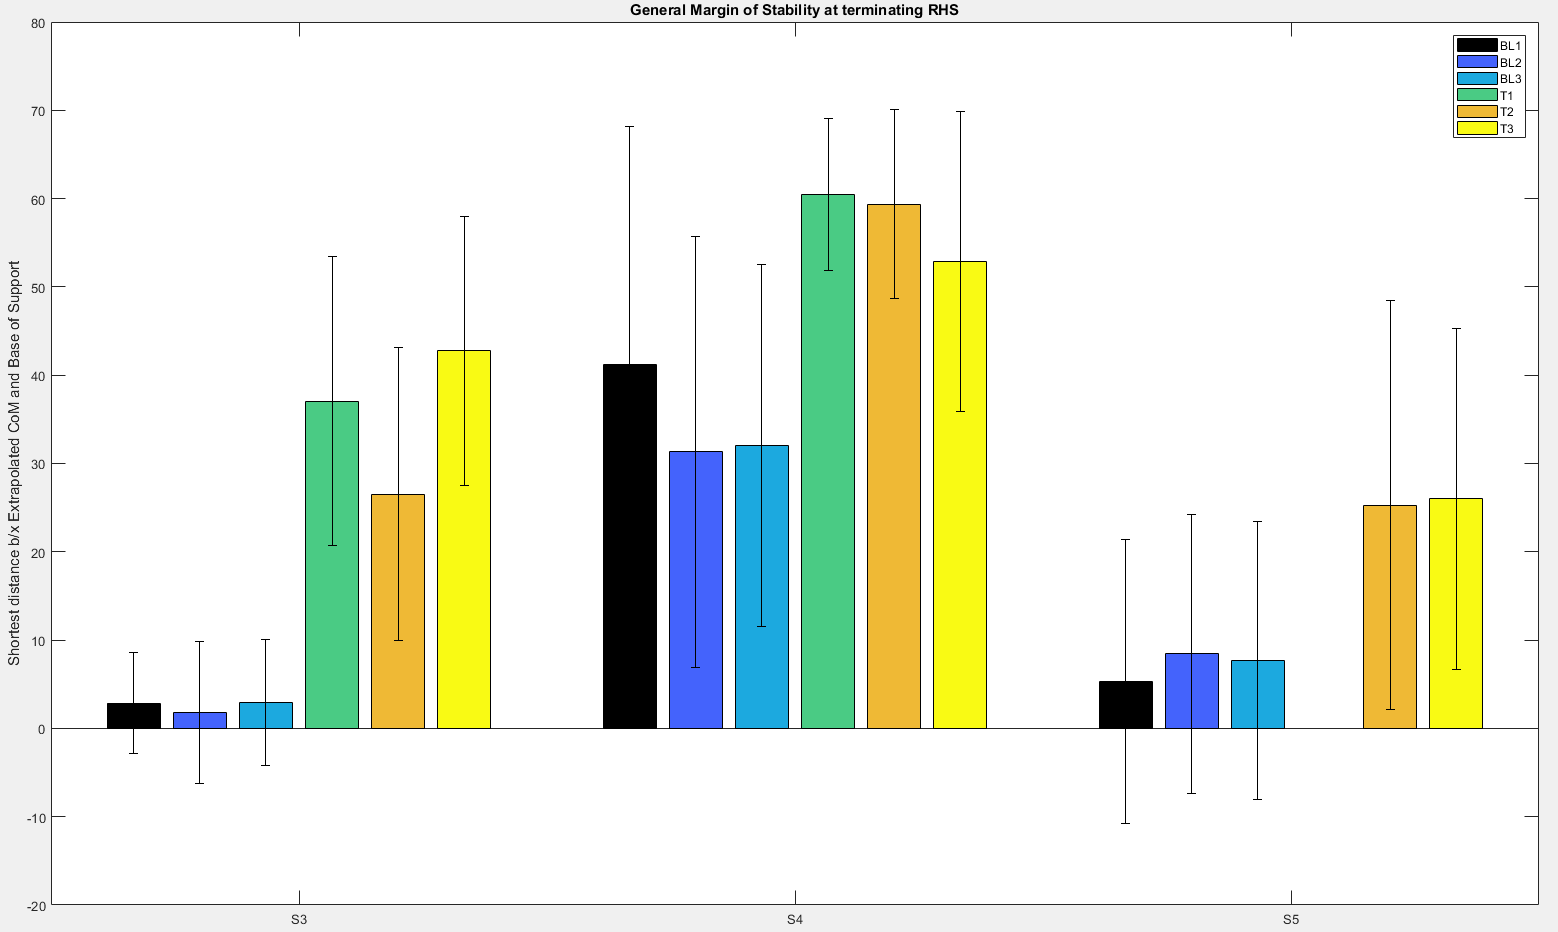 General Margin of Stability at terminating RHS
80
70
60
50
40
30
20
10
0
-10
-20
Shortest distance b/x Extrapolated CoM and Base of Support
S3
S4
S5
BL1
BL2
BL3
T1
T2
T3